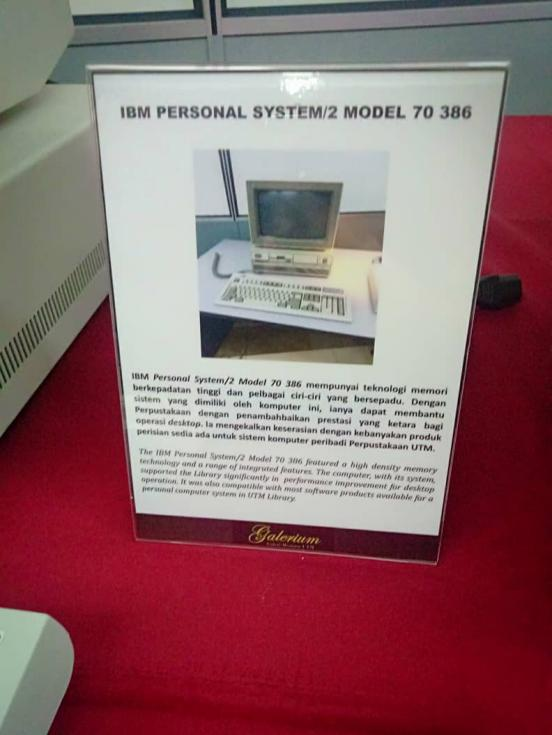 IBM PERSONAL SYSTEM/2 MODEL 70 386
IBM Personal System/2 Model 70 386 mempunyai teknologi memori
berkepadatan tinggi dan pelbagai ciri-ciri yang bersepadu. Dengan
sistem yang dimiliki oleh komputer ini, ianya dapat membantu
Perpustakaan dengan penambahbaikan prestasi yang ketara bagi
operasi desktop. Ia mengekalkan keserasian dengan kebanyakan produk
perisian sedia ada untuk sistem komputer peribadi Perpustakaan UTM.
The IBM Personal System/2 Model 70 386 featured a high density memory
technology and a range of integrated features. The computer, with its system,
supported the Library significantly in performance improvement for desktop
operation. It was also compatible with most software products available for a
personal computer system in UTM Library.
Galerium